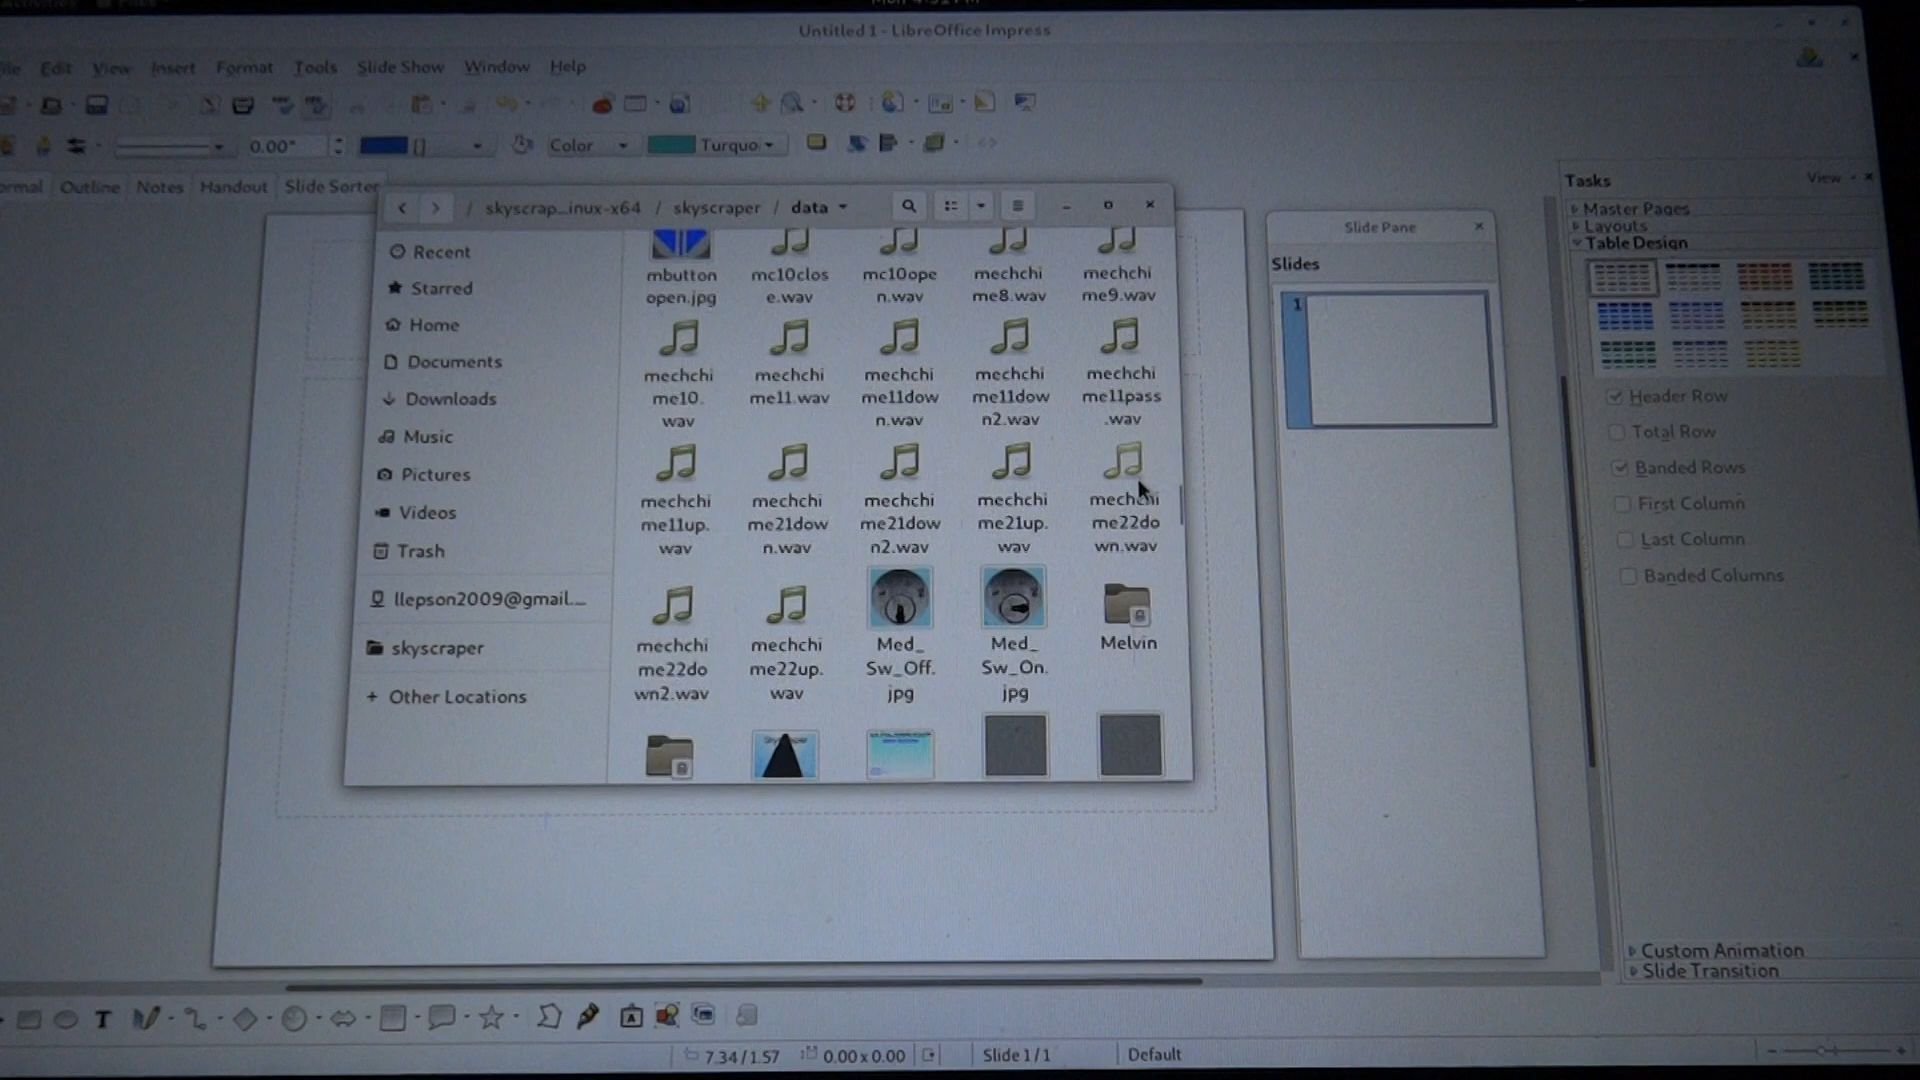 Untitled 1 - LibreOffice Impress
Edit View Insert Format Tools Slide Show Window Help
0.00" [] Color Turquo
Outline Notes Handout Slide Sorter
/ skyscrap...inux-x64 / skyscraper / data
Recent
Starred
Home
Documents
Downloads
Music
Pictures
Videos
Trash
llepson2009@gmail...
skyscraper
+ Other Locations
mbutton
open.jpg
mc10clos
e.wav
mc10ope
n.wav
mechchi
me8.wav
mechchi
me9.wav
mechchi
me10.
wav
mechchi
me11.wav
mechchi
me11dow
n.wav
mechchi
me11dow
n2.wav
mechchi
me11pass
.wav
mechchi
me11up.
wav
mechchi
me21dow
n.wav
mechchi
me21dow
n2.wav
mechchi
me21up.
wav
mechchi
me22do
wn.wav
mechchi
me22do
wn2.wav
mechchi
me22up.
wav
Med_
Sw_Off.
jpg
Med_
Sw_On.
jpg
Melvin
Slide Pane
Slides
1
Tasks
View
Master Pages
Layouts
Table Design
Header Row
Total Row
Banded Rows
First Column
Last Column
Banded Columns
Custom Animation
Slide Transition
7.34 / 1.57 0.00 x 0.00 Slide 1 / 1 Default